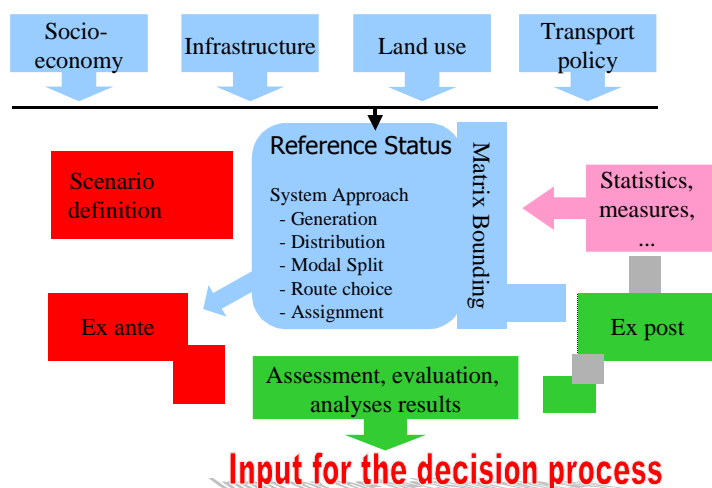 Socio-
economy
Infrastructure
Land use
Transport
policy
Reference Status
System Approach
- Generation
- Distribution
- Modal Split
- Route choice
- Assignment
Matrix Bounding
Scenario
definition
Statistics,
measures,
...
Ex ante
Ex post
Assessment, evaluation,
analyses results
Input for the decision process